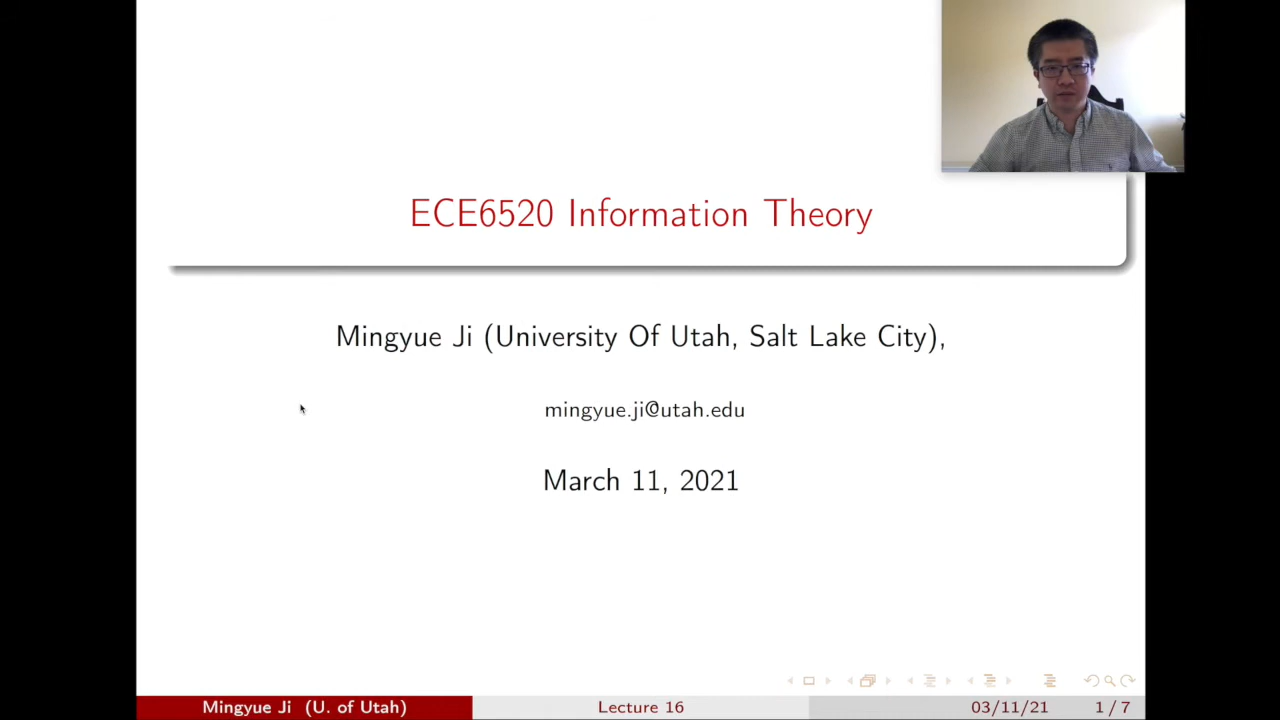 ECE6520 Information Theory
Mingyue Ji (University Of Utah, Salt Lake City),
mingyue.ji@utah.edu
March 11, 2021
Mingyue Ji (U. of Utah) Lecture 16 03/11/21 1 / 7